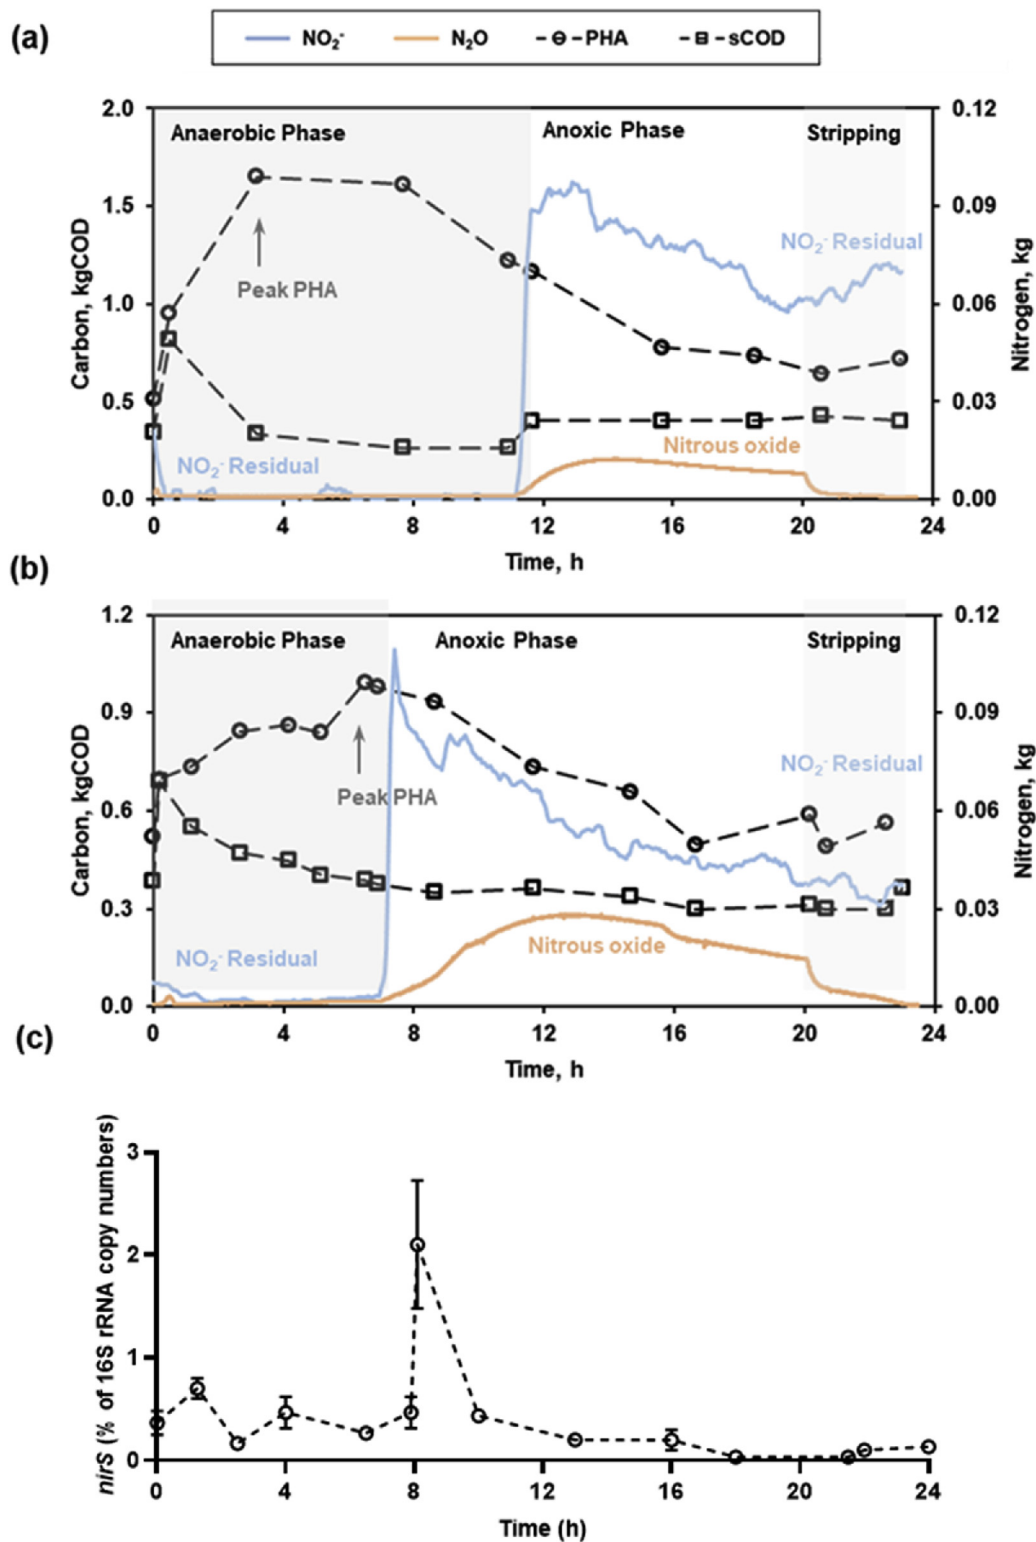 (a)
NO₂⁻ N₂O PHA sCOD
2.0 0.12
Anaerobic Phase Anoxic Phase Stripping
1.5 0.09
NO₂⁻ Residual
Peak PHA
1.0 0.06
Carbon, kgCOD
Nitrogen, kg
0.5 0.03
Nitrous oxide
NO₂⁻ Residual
0.0 0.00
0 4 8 12 16 20 24
Time, h
(b)
1.2 0.12
Anaerobic Phase Anoxic Phase Stripping
0.9 0.09
NO₂⁻ Residual
Peak PHA
0.6 0.06
Carbon, kgCOD
Nitrogen, kg
0.3 0.03
Nitrous oxide
NO₂⁻ Residual
0.0 0.00
0 4 8 12 16 20 24
Time, h
(c)
nirS (% of 16S rRNA copy numbers)
3
2
1
0
0 4 8 12 16 20 24
Time (h)